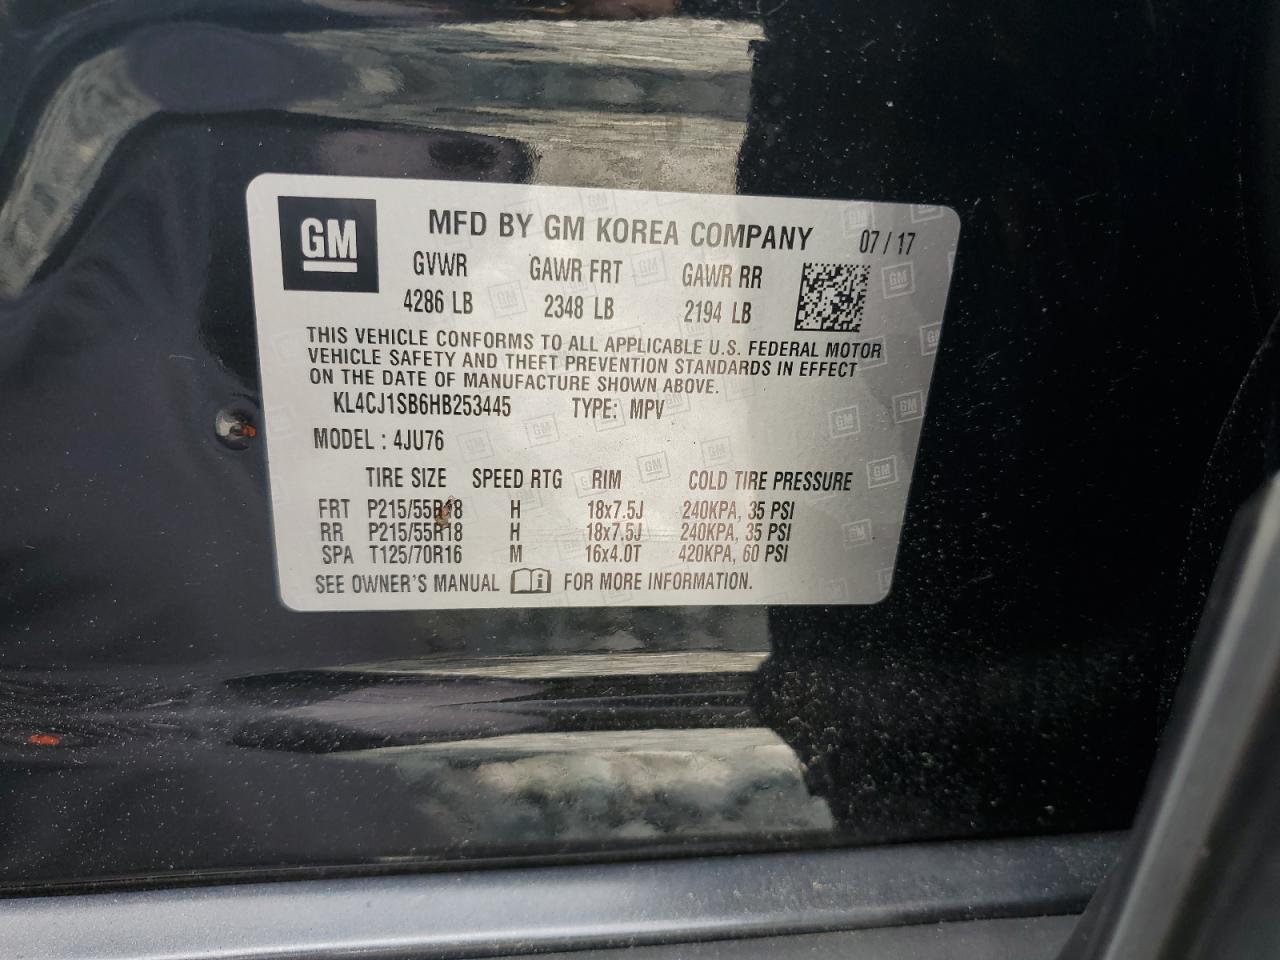 GM MFD BY GM KOREA COMPANY 07/17
GVWR GAWR FRT GAWR RR
4286 LB 2348 LB 2194 LB
THIS VEHICLE CONFORMS TO ALL APPLICABLE U.S. FEDERAL MOTOR
VEHICLE SAFETY AND THEFT PREVENTION STANDARDS IN EFFECT
ON THE DATE OF MANUFACTURE SHOWN ABOVE.
KL4CJ1SB6HB253445 TYPE: MPV
MODEL : 4JU76
TIRE SIZE SPEED RTG RIM COLD TIRE PRESSURE
FRT P215/55R18 H 18x7.5J 240KPA, 35 PSI
RR P215/55R18 H 18x7.5J 240KPA, 35 PSI
SPA T125/70R16 M 16x4.0T 420KPA, 60 PSI
SEE OWNER'S MANUAL FOR MORE INFORMATION.